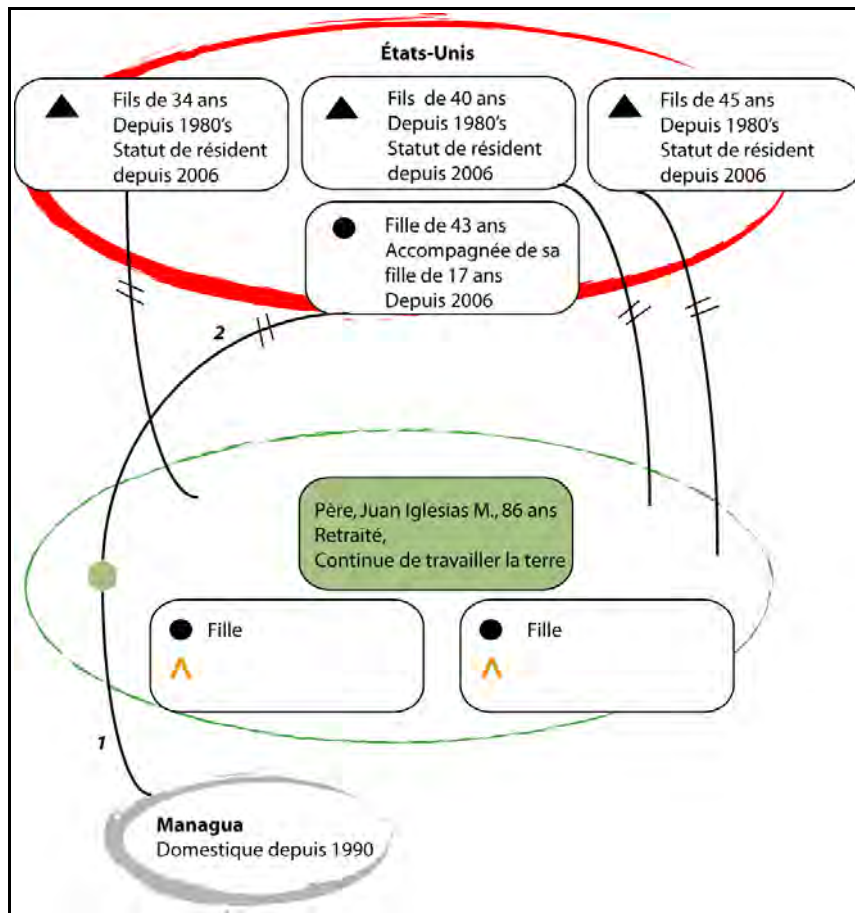 États-Unis
Fils de 34 ans
Depuis 1980's
Statut de résident
depuis 2006
Fils de 40 ans
Depuis 1980's
Statut de résident
depuis 2006
Fils de 45 ans
Depuis 1980's
Statut de résident
depuis 2006
Fille de 43 ans
Accompagnée de sa
fille de 17 ans
Depuis 2006
2
Père, Juan Iglesias M., 86 ans
Retraité,
Continue de travailler la terre
Fille
Fille
1
Managua
Domestique depuis 1990